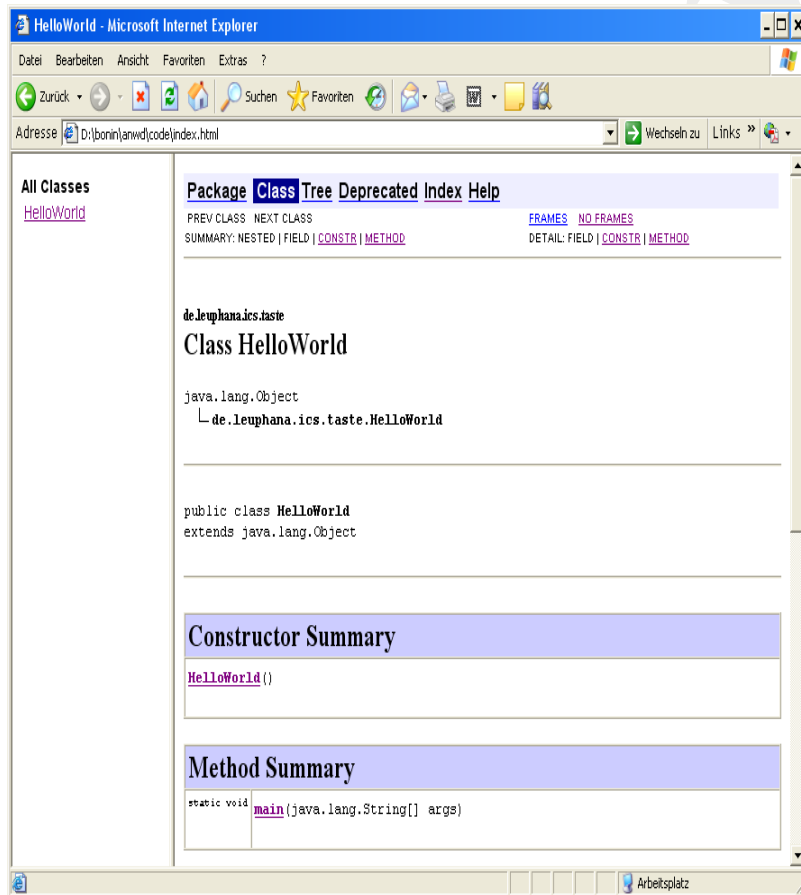 HelloWorld - Microsoft Internet Explorer
Datei Bearbeiten Ansicht Favoriten Extras ?
Zurück Suchen Favoriten
Adresse D:\bonin\anwd\code\index.html Wechseln zu Links »
All Classes
HelloWorld
Package Class Tree Deprecated Index Help
PREV CLASS NEXT CLASS FRAMES NO FRAMES
SUMMARY: NESTED | FIELD | CONSTR | METHOD DETAIL: FIELD | CONSTR | METHOD
de.leuphana.ics.taste
Class HelloWorld
java.lang.Object
de.leuphana.ics.taste.HelloWorld
public class HelloWorld
extends java.lang.Object
Constructor Summary
HelloWorld()
Method Summary
static void main(java.lang.String[] args)
Arbeitsplatz